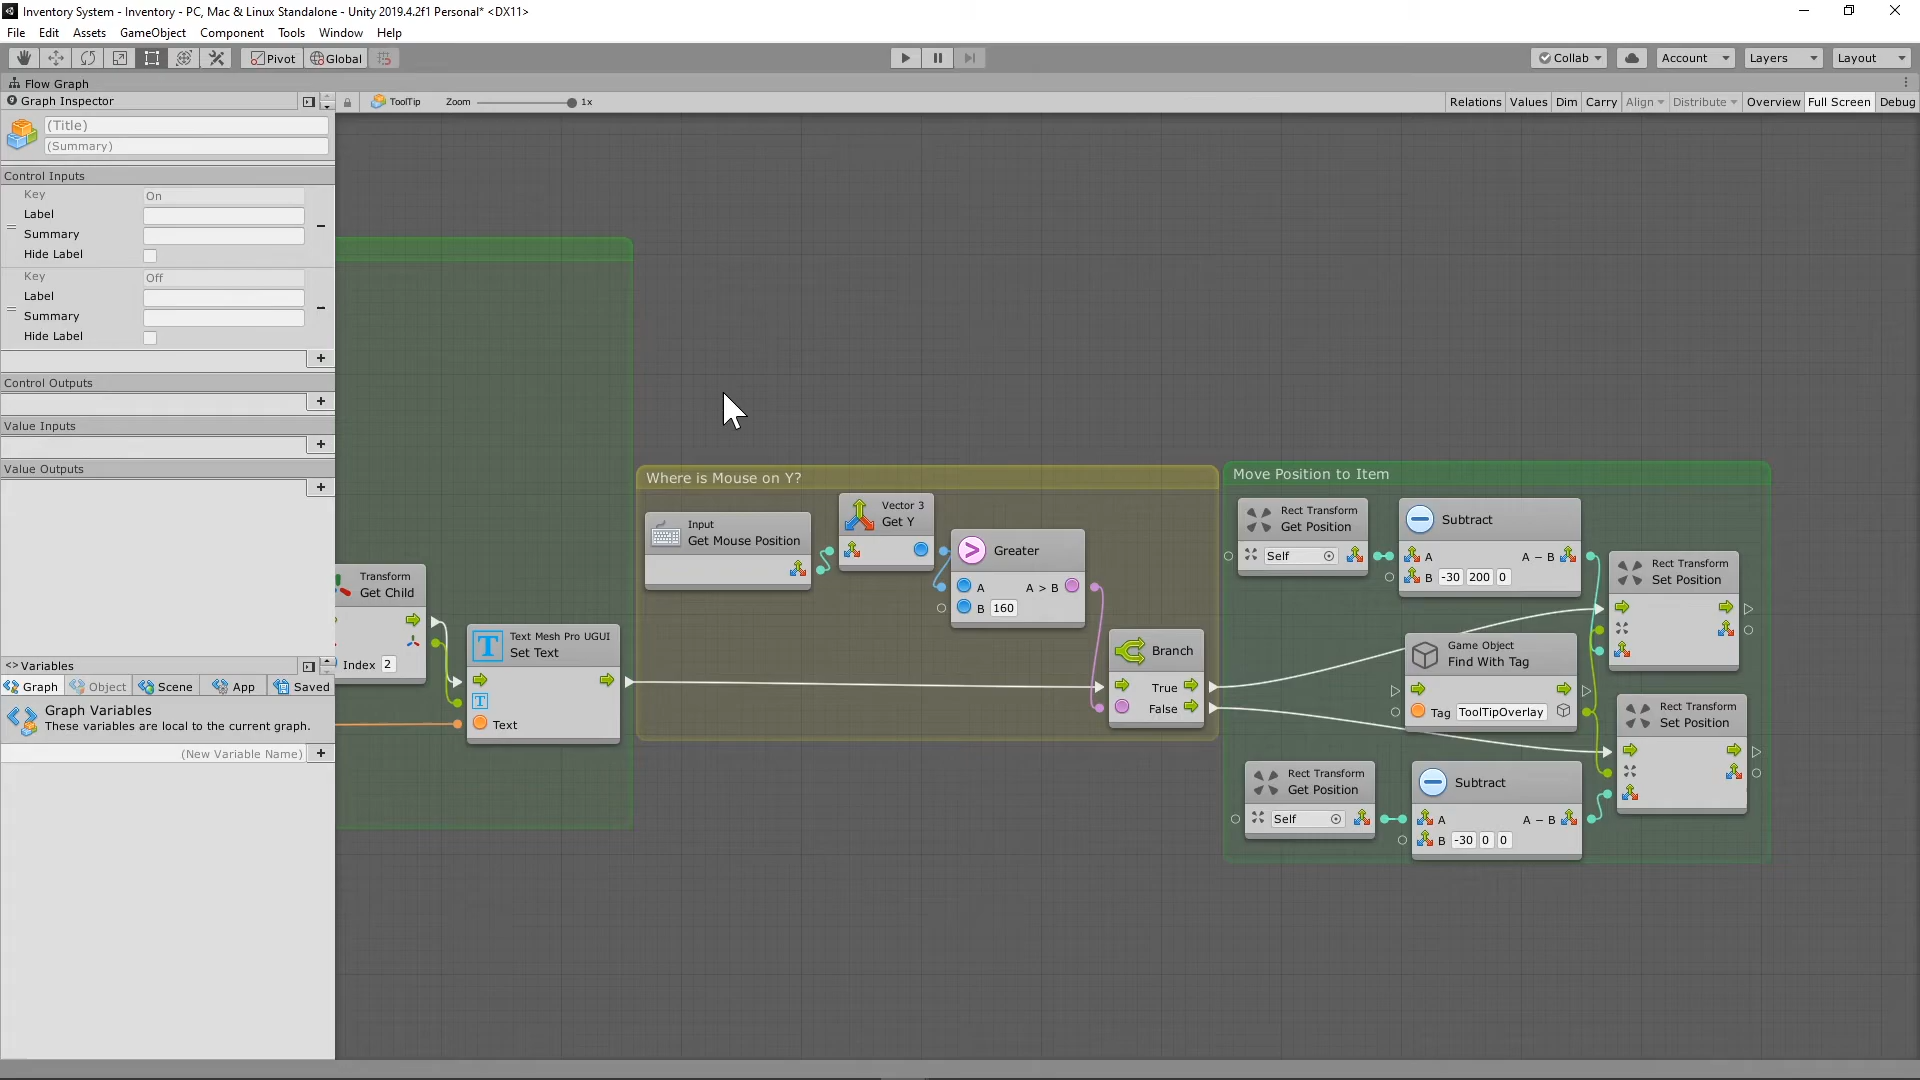 Inventory System - Inventory - PC, Mac & Linux Standalone - Unity 2019.4.2f1 Personal* <DX11>
File Edit Assets GameObject Component Tools Window Help
Pivot Global Collab Account Layers Layout
Flow Graph
Graph Inspector ToolTip Zoom 1x Relations Values Dim Carry Align Distribute Overview Full Screen Debug
(Title)
(Summary)
Control Inputs
Key On
Label
Summary
Hide Label
Key Off
Label
Summary
Hide Label
Control Outputs
Value Inputs
Value Outputs
<> Variables
Graph Object Scene App Saved
Graph Variables
These variables are local to the current graph.
(New Variable Name)
Transform
Get Child
Index 2
Text Mesh Pro UGUI
Set Text
Text
Where is Mouse on Y?
Input
Get Mouse Position
Vector 3
Get Y
Greater
A A > B
B 160
Branch
True
False
Move Position to Item
Rect Transform
Get Position
Self
Subtract
A A − B
B -30 200 0
Rect Transform
Set Position
Game Object
Find With Tag
Tag ToolTipOverlay
Rect Transform
Set Position
Rect Transform
Get Position
Self
Subtract
A A − B
B -30 0 0